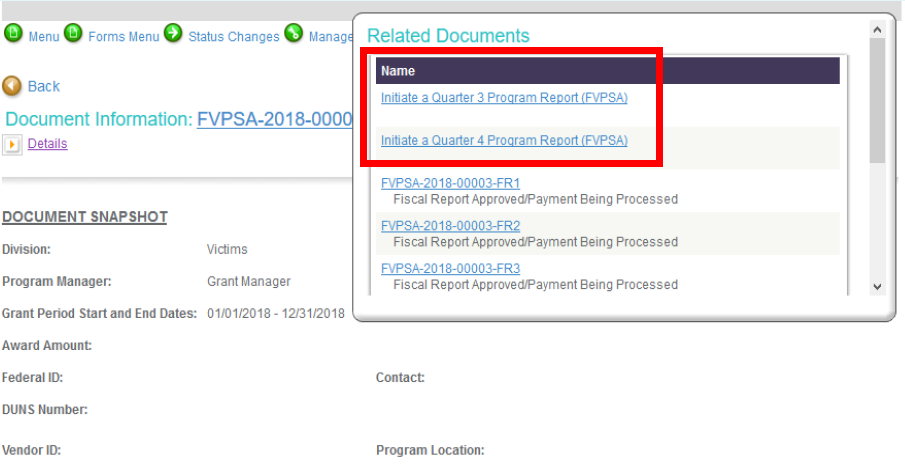 Menu Forms Menu Status Changes Manage
Back
Document Information: FVPSA-2018-0000
Details
Related Documents
Name
Initiate a Quarter 3 Program Report (FVPSA)
Initiate a Quarter 4 Program Report (FVPSA)
FVPSA-2018-00003-FR1
Fiscal Report Approved/Payment Being Processed
FVPSA-2018-00003-FR2
Fiscal Report Approved/Payment Being Processed
FVPSA-2018-00003-FR3
Fiscal Report Approved/Payment Being Processed
DOCUMENT SNAPSHOT
Division: Victims
Program Manager: Grant Manager
Grant Period Start and End Dates: 01/01/2018 - 12/31/2018
Award Amount:
Federal ID: Contact:
DUNS Number:
Vendor ID: Program Location: